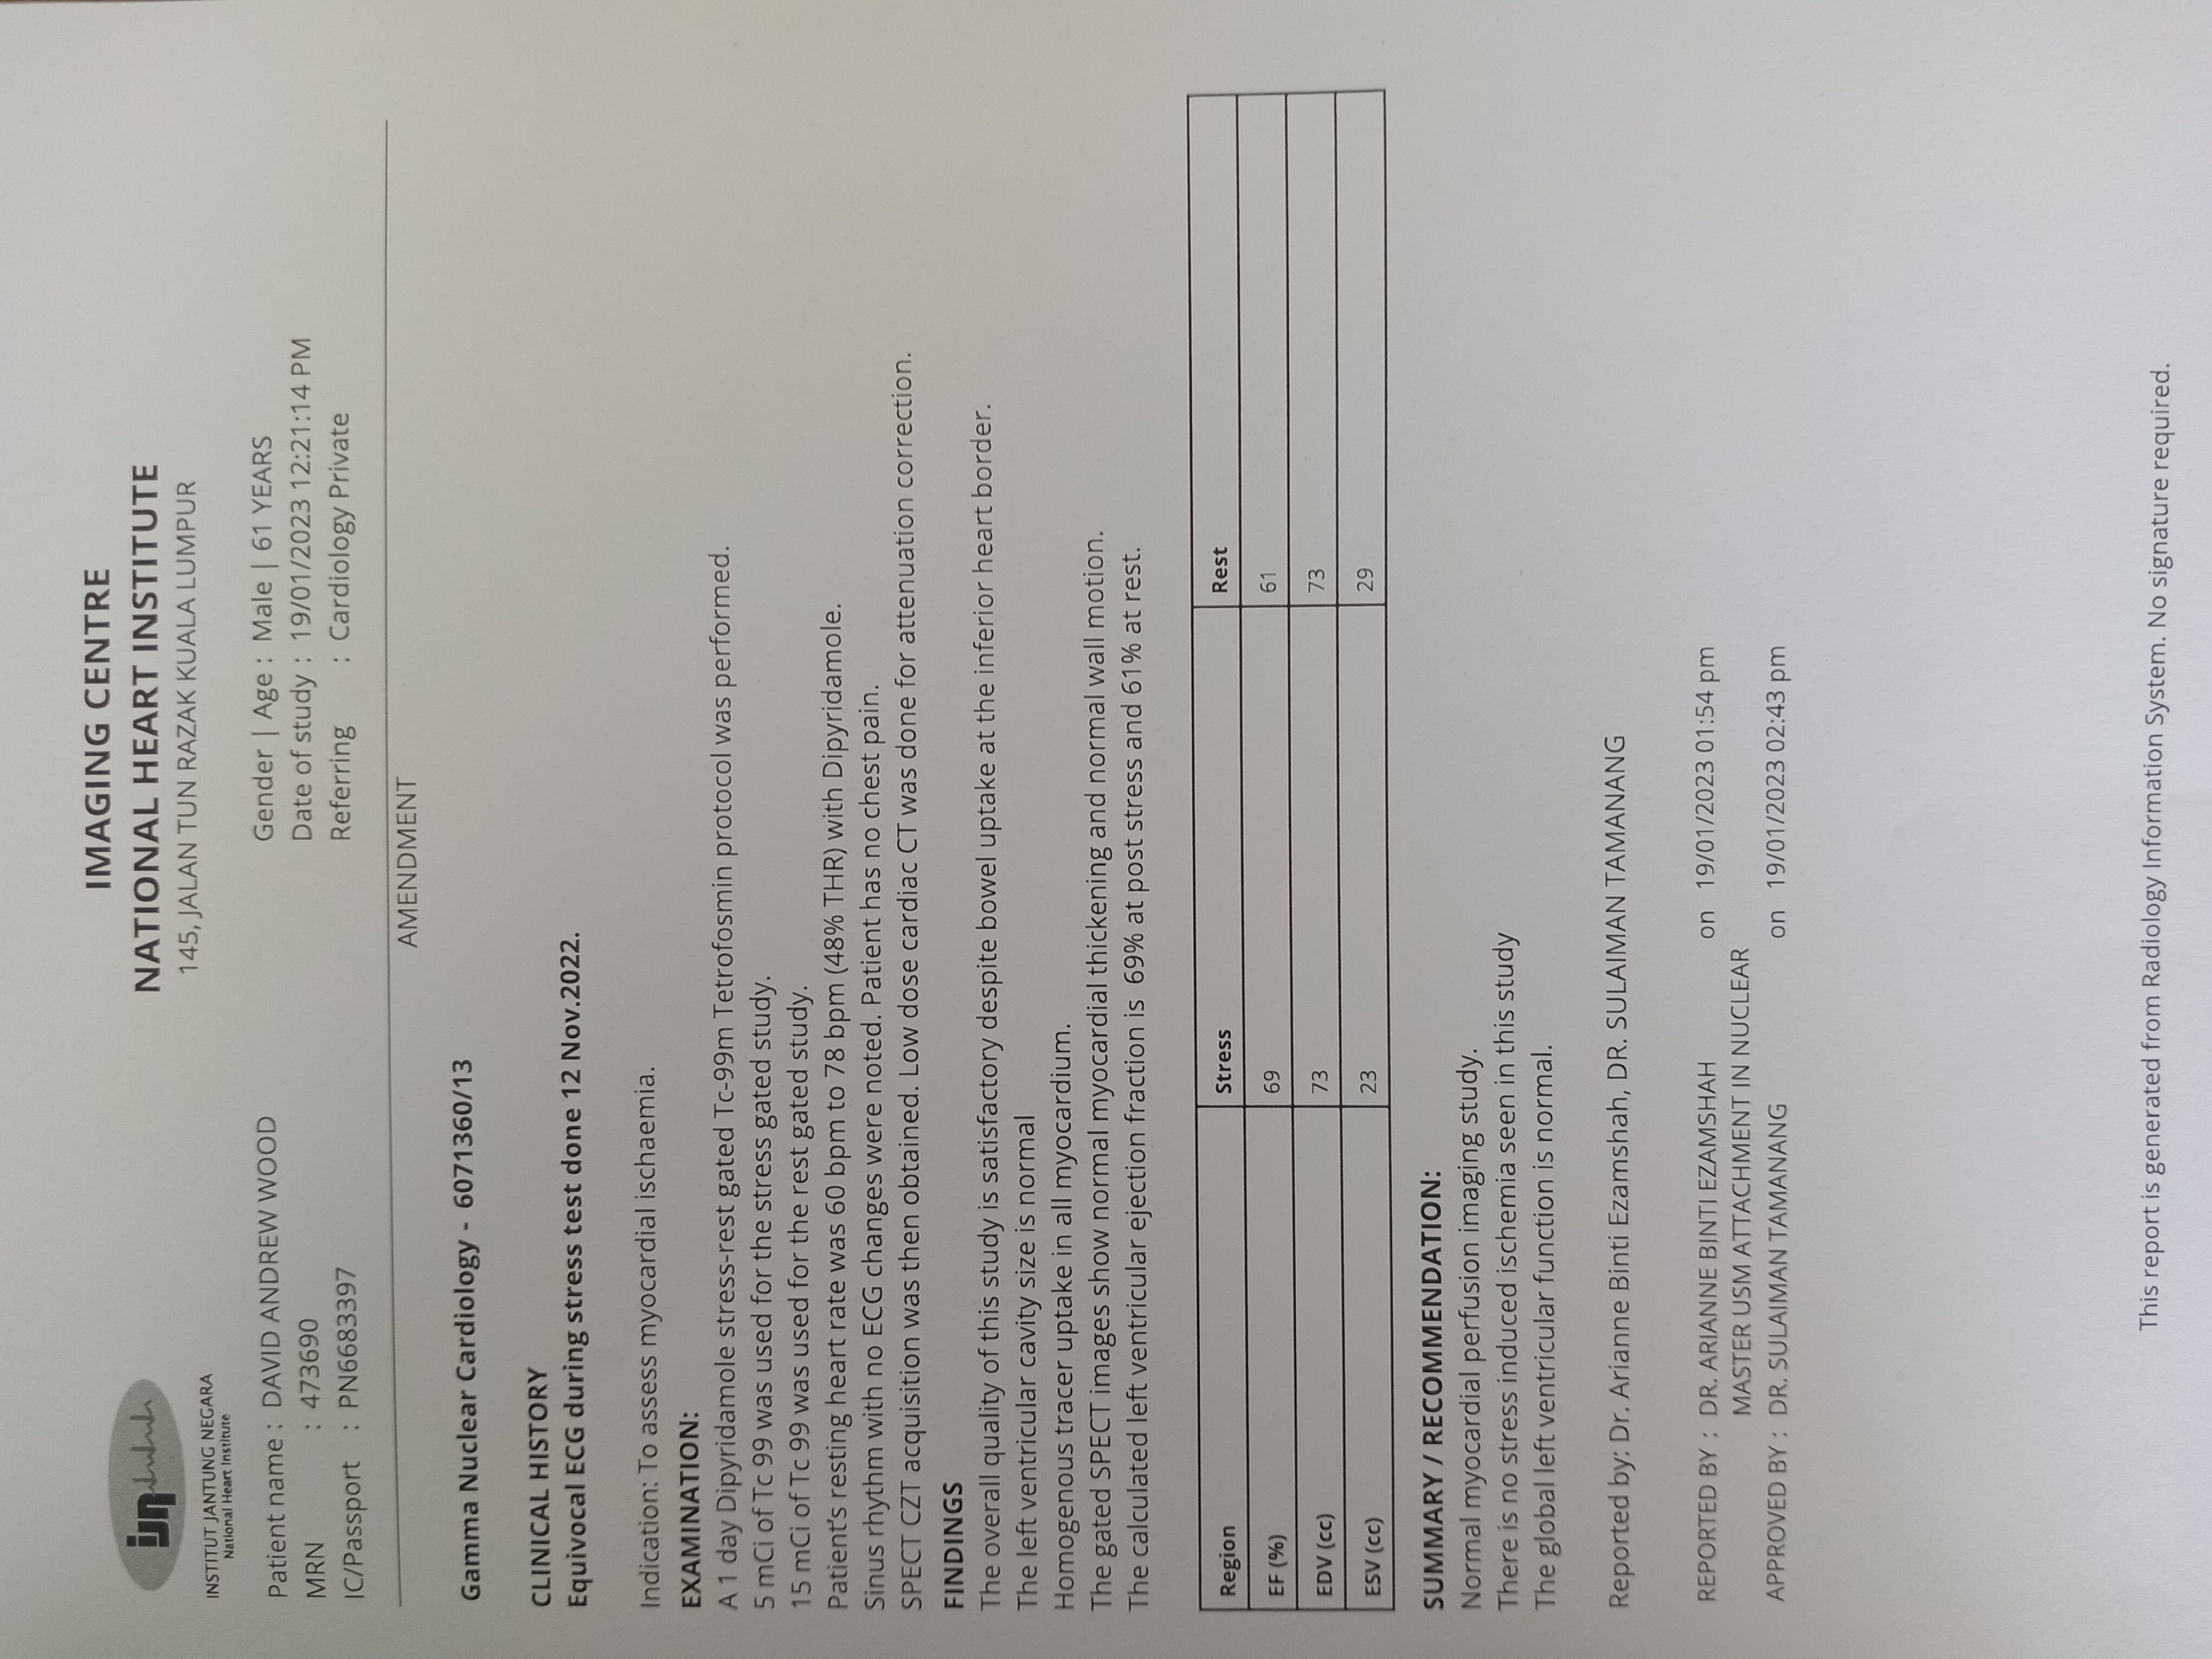 IMAGING CENTRE
NATIONAL HEART INSTITUTE
145, JALAN TUN RAZAK KUALA LUMPUR
ijn
INSTITUT JANTUNG NEGARA
National Heart Institute
Patient name : DAVID ANDREW WOOD
MRN : 473690
IC/Passport : PN6683397
Gender | Age : Male | 61 YEARS
Date of study : 19/01/2023 12:21:14 PM
Referring : Cardiology Private
AMENDMENT
Gamma Nuclear Cardiology - 6071360/13
CLINICAL HISTORY
Equivocal ECG during stress test done 12 Nov.2022.
Indication: To assess myocardial ischaemia.
EXAMINATION:
A 1 day Dipyridamole stress-rest gated Tc-99m Tetrofosmin protocol was performed.
5 mCi of Tc 99 was used for the stress gated study.
15 mCi of Tc 99 was used for the rest gated study.
Patient's resting heart rate was 60 bpm to 78 bpm (48% THR) with Dipyridamole.
Sinus rhythm with no ECG changes were noted. Patient has no chest pain.
SPECT CZT acquisition was then obtained. Low dose cardiac CT was done for attenuation correction.
FINDINGS
The overall quality of this study is satisfactory despite bowel uptake at the inferior heart border.
The left ventricular cavity size is normal
Homogenous tracer uptake in all myocardium.
The gated SPECT images show normal myocardial thickening and normal wall motion.
The calculated left ventricular ejection fraction is 69% at post stress and 61% at rest.
Region Stress Rest
EF (%) 69 61
EDV (cc) 73 73
ESV (cc) 23 29
SUMMARY / RECOMMENDATION:
Normal myocardial perfusion imaging study.
There is no stress induced ischemia seen in this study
The global left ventricular function is normal.
Reported by: Dr. Arianne Binti Ezamshah, DR. SULAIMAN TAMANANG
REPORTED BY : DR. ARIANNE BINTI EZAMSHAH on 19/01/2023 01:54 pm
MASTER USM ATTACHMENT IN NUCLEAR
APPROVED BY : DR. SULAIMAN TAMANANG on 19/01/2023 02:43 pm
This report is generated from Radiology Information System. No signature required.